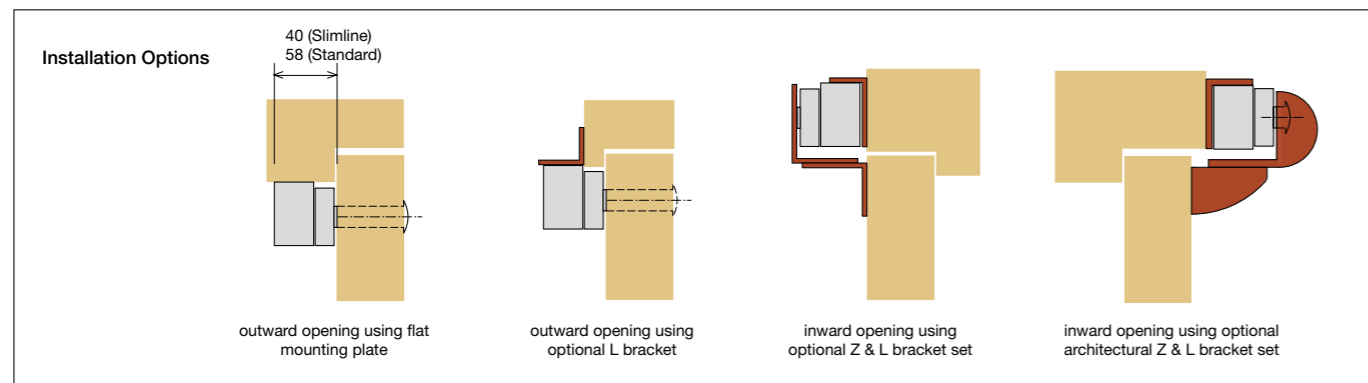 Installation Options
40 (Slimline)
58 (Standard)
outward opening using flat
mounting plate
outward opening using
optional L bracket
inward opening using
optional Z & L bracket set
inward opening using optional
architectural Z & L bracket set